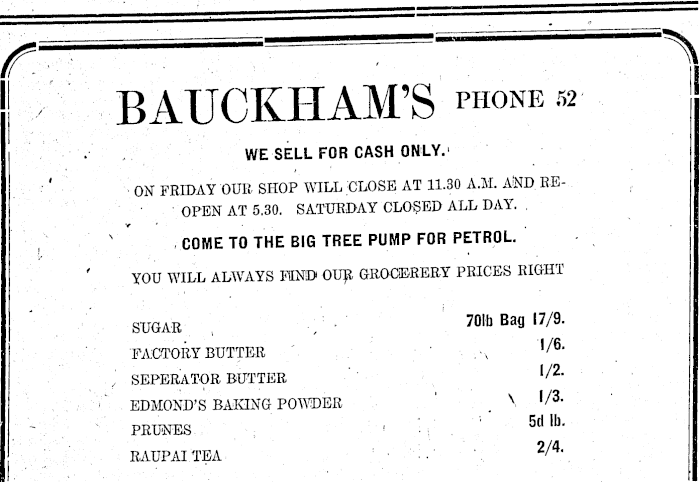 BAUCKHAM'S PHONE 52
WE SELL FOR CASH ONLY.
ON FRIDAY OUR SHOP WILL CLOSE AT 11.30 A.M. AND RE-
OPEN AT 5.30. SATURDAY CLOSED ALL DAY.
COME TO THE BIG TREE PUMP FOR PETROL.
YOU WILL ALWAYS FIND OUR GROCERERY PRICES RIGHT
SUGAR 70lb Bag 17/9.
FACTORY BUTTER 1/6.
SEPERATOR BUTTER 1/2.
EDMOND'S BAKING POWDER 1/3.
PRUNES 5d lb.
RAUPAI TEA 2/4.